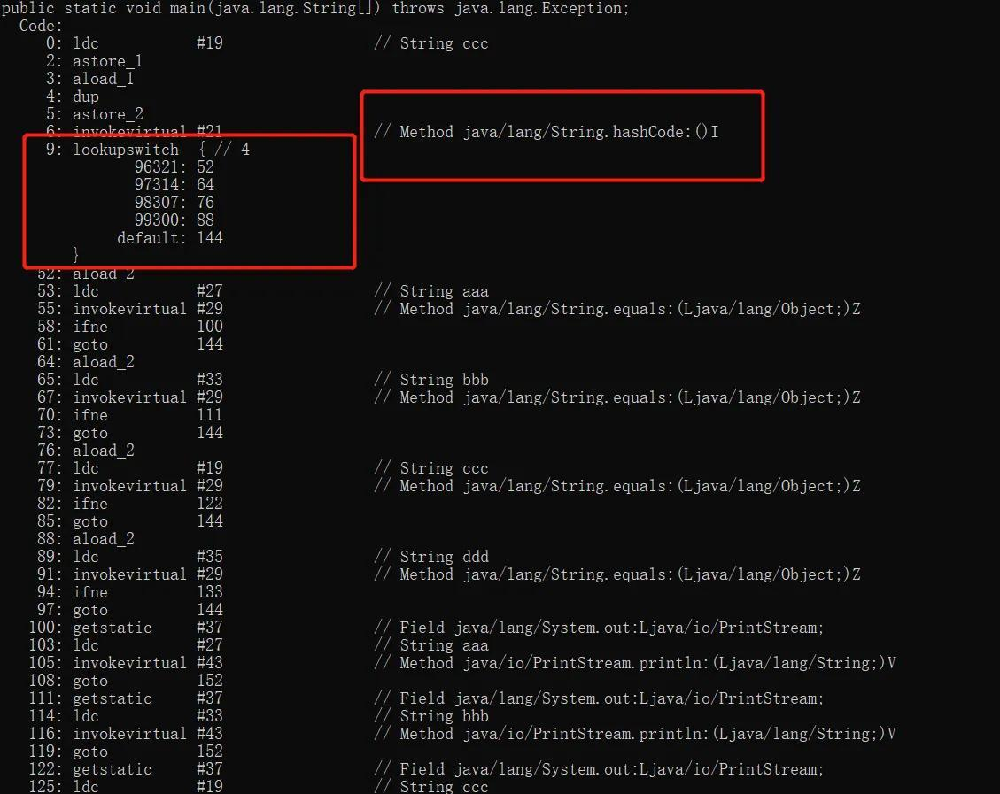 public static void main(java.lang.String[]) throws java.lang.Exception;
Code:
0: ldc #19 // String ccc
2: astore_1
3: aload_1
4: dup
5: astore_2
6: invokevirtual #21 // Method java/lang/String.hashCode:()I
9: lookupswitch { // 4
96321: 52
97314: 64
98307: 76
99300: 88
default: 144
}
52: aload_2
53: ldc #27 // String aaa
55: invokevirtual #29 // Method java/lang/String.equals:(Ljava/lang/Object;)Z
58: ifne 100
61: goto 144
64: aload_2
65: ldc #33 // String bbb
67: invokevirtual #29 // Method java/lang/String.equals:(Ljava/lang/Object;)Z
70: ifne 111
73: goto 144
76: aload_2
77: ldc #19 // String ccc
79: invokevirtual #29 // Method java/lang/String.equals:(Ljava/lang/Object;)Z
82: ifne 122
85: goto 144
88: aload_2
89: ldc #35 // String ddd
91: invokevirtual #29 // Method java/lang/String.equals:(Ljava/lang/Object;)Z
94: ifne 133
97: goto 144
100: getstatic #37 // Field java/lang/System.out:Ljava/io/PrintStream;
103: ldc #27 // String aaa
105: invokevirtual #43 // Method java/io/PrintStream.println:(Ljava/lang/String;)V
108: goto 152
111: getstatic #37 // Field java/lang/System.out:Ljava/io/PrintStream;
114: ldc #33 // String bbb
116: invokevirtual #43 // Method java/io/PrintStream.println:(Ljava/lang/String;)V
119: goto 152
122: getstatic #37 // Field java/lang/System.out:Ljava/io/PrintStream;
125: ldc #19 // String ccc